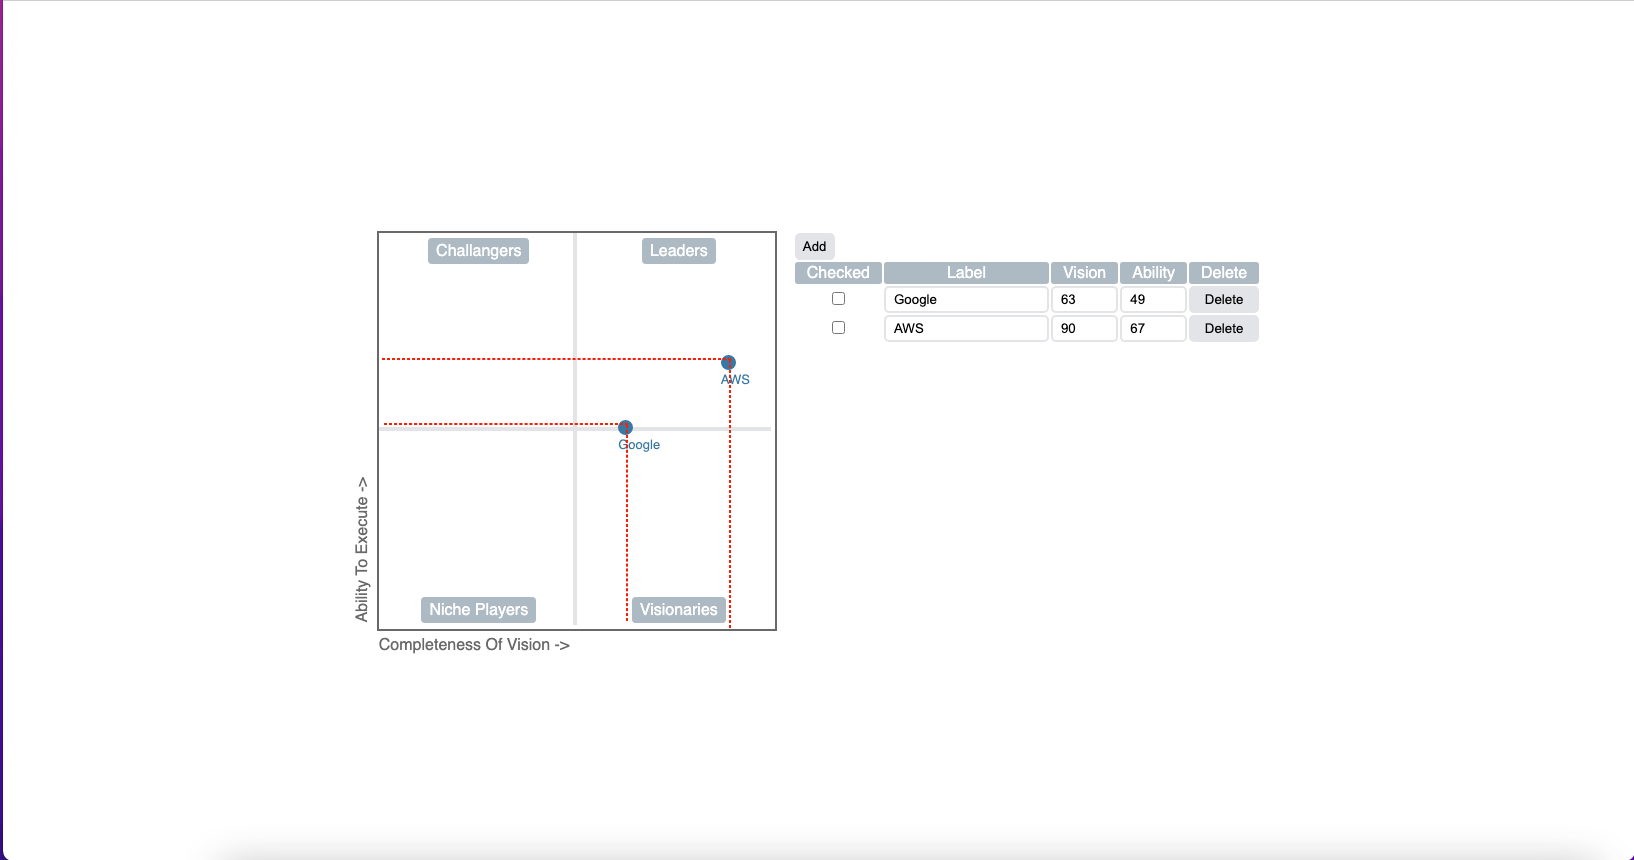 Challangers
Leaders
AWS
Google
Niche Players
Visionaries
Ability To Execute ->
Completeness Of Vision ->
Add
Checked Label Vision Ability Delete
Google 63 49 Delete
AWS 90 67 Delete